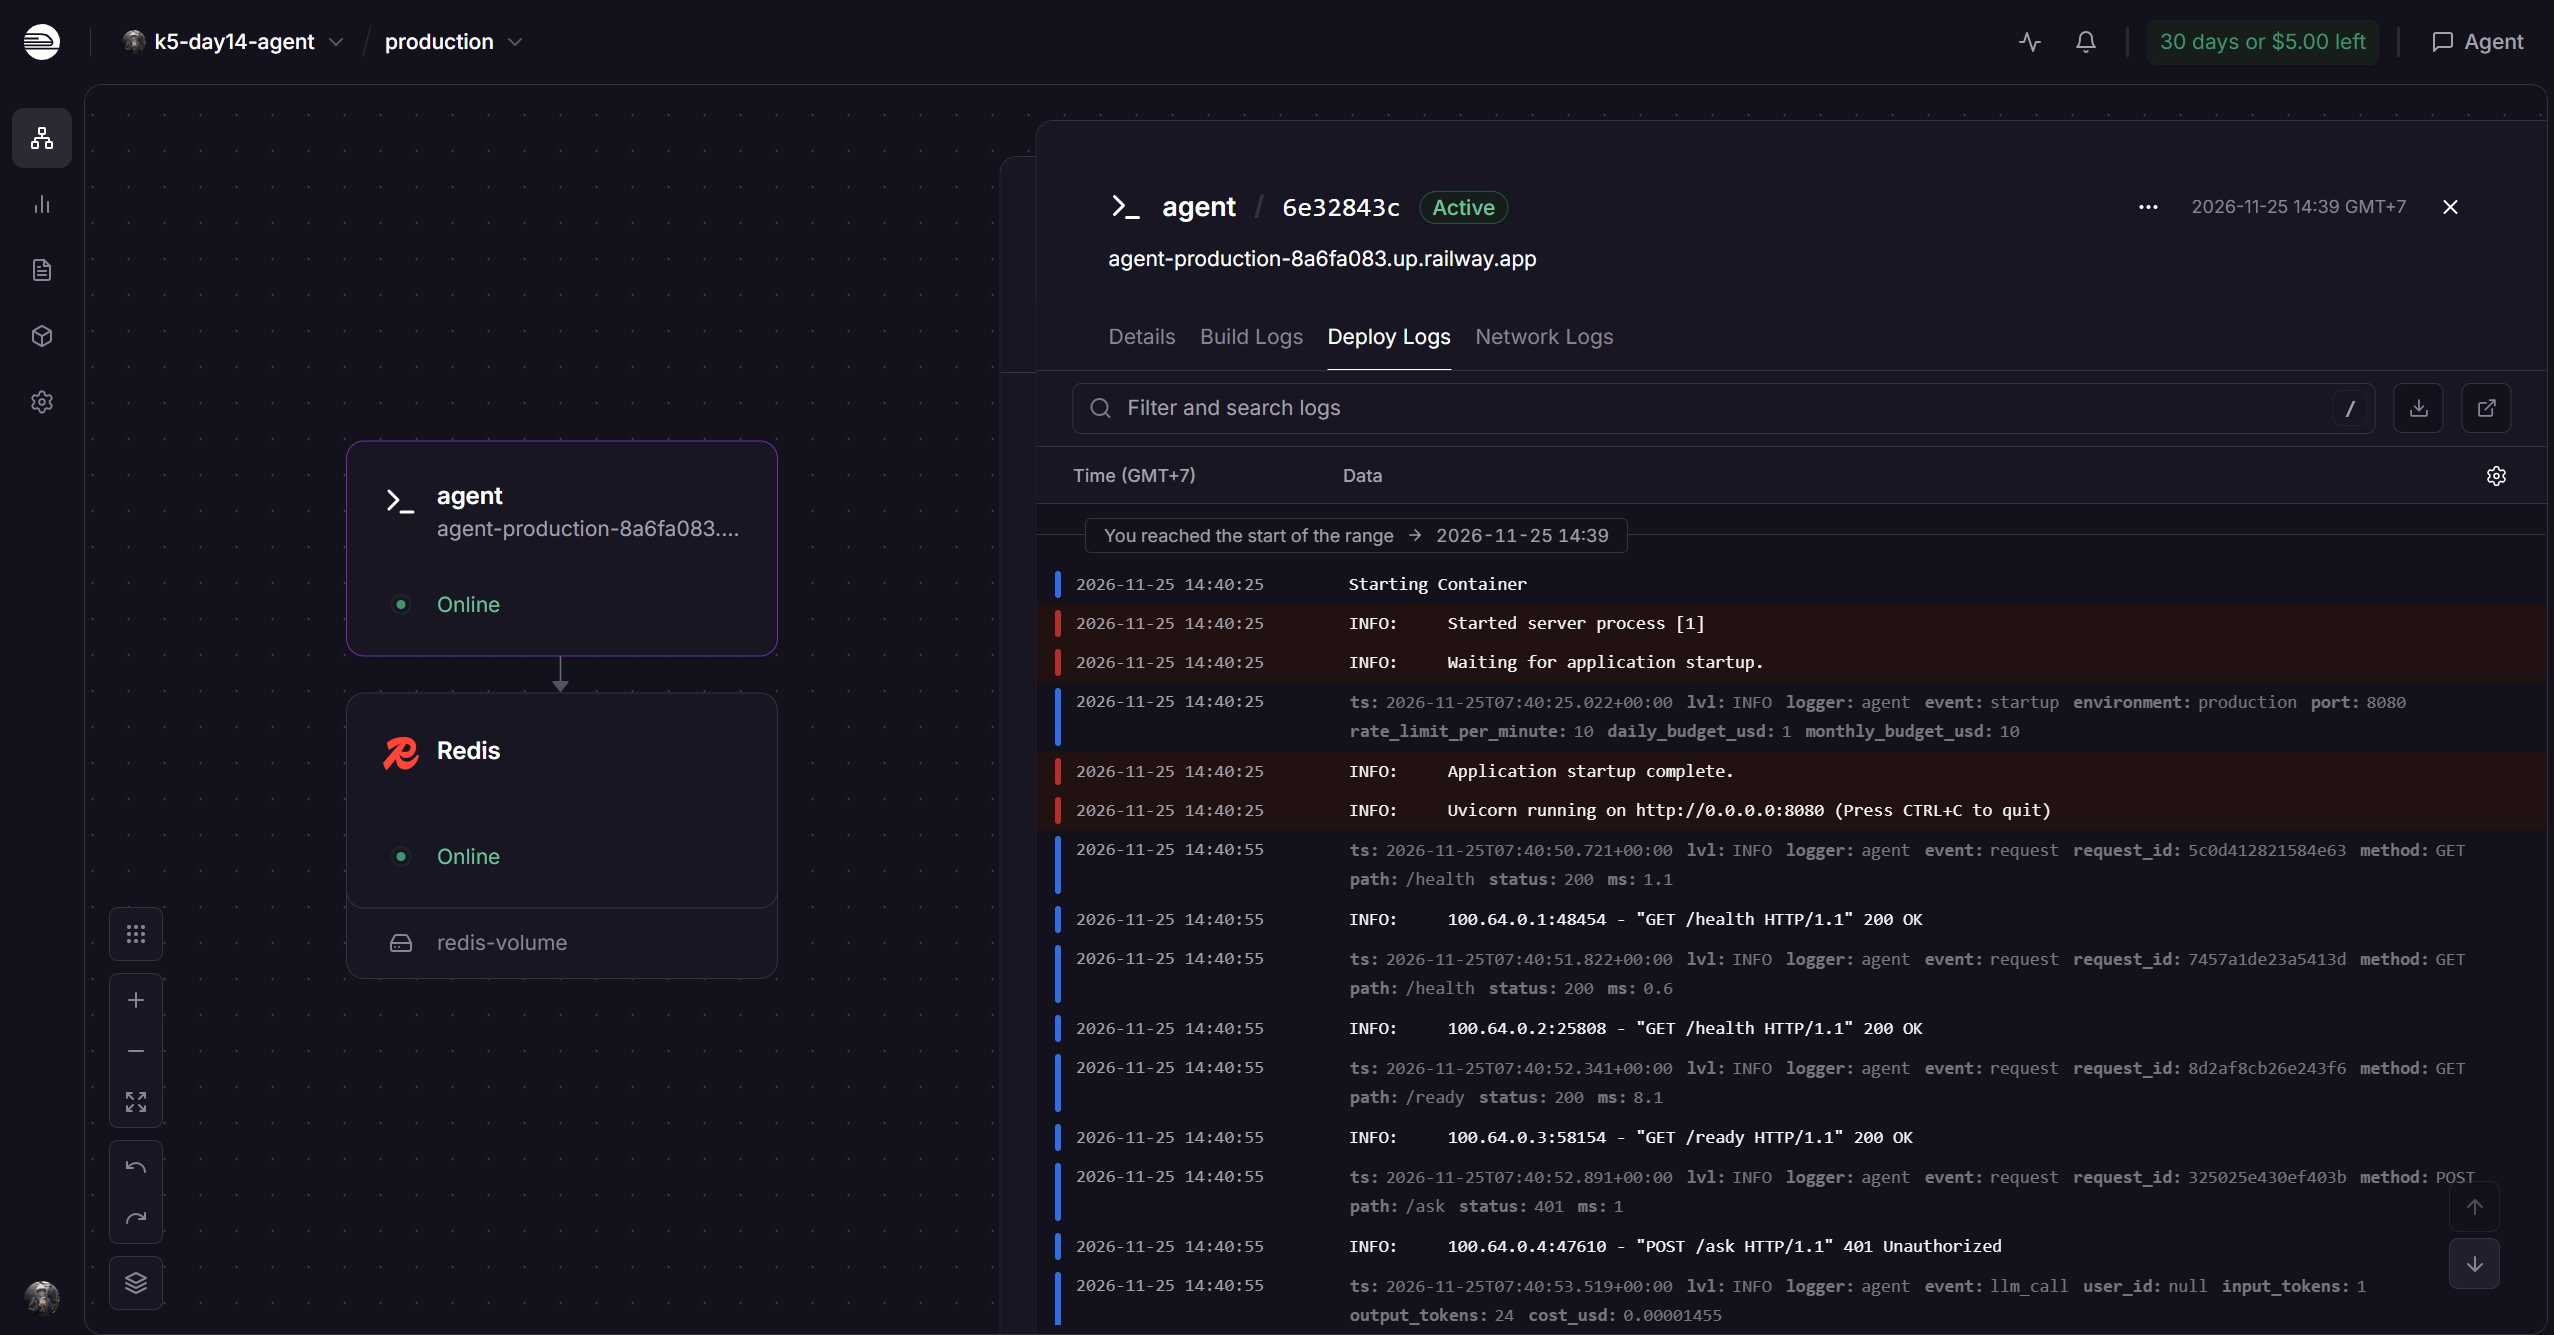 k5-day14-agent / production
30 days or $5.00 left
Agent
agent
agent-production-8a6fa083....
Online
Redis
Online
redis-volume
agent / 6e32843c Active
2026-11-25 14:39 GMT+7
agent-production-8a6fa083.up.railway.app
Details Build Logs Deploy Logs Network Logs
Filter and search logs /
Time (GMT+7) Data
You reached the start of the range → 2026-11-25 14:39
2026-11-25 14:40:25 Starting Container
2026-11-25 14:40:25 INFO: Started server process [1]
2026-11-25 14:40:25 INFO: Waiting for application startup.
2026-11-25 14:40:25 ts: 2026-11-25T07:40:25.022+00:00 lvl: INFO logger: agent event: startup environment: production port: 8080
rate_limit_per_minute: 10 daily_budget_usd: 1 monthly_budget_usd: 10
2026-11-25 14:40:25 INFO: Application startup complete.
2026-11-25 14:40:25 INFO: Uvicorn running on http://0.0.0.0:8080 (Press CTRL+C to quit)
2026-11-25 14:40:55 ts: 2026-11-25T07:40:50.721+00:00 lvl: INFO logger: agent event: request request_id: 5c0d412821584e63 method: GET
path: /health status: 200 ms: 1.1
2026-11-25 14:40:55 INFO: 100.64.0.1:48454 - "GET /health HTTP/1.1" 200 OK
2026-11-25 14:40:55 ts: 2026-11-25T07:40:51.822+00:00 lvl: INFO logger: agent event: request request_id: 7457a1de23a5413d method: GET
path: /health status: 200 ms: 0.6
2026-11-25 14:40:55 INFO: 100.64.0.2:25808 - "GET /health HTTP/1.1" 200 OK
2026-11-25 14:40:55 ts: 2026-11-25T07:40:52.341+00:00 lvl: INFO logger: agent event: request request_id: 8d2af8cb26e243f6 method: GET
path: /ready status: 200 ms: 8.1
2026-11-25 14:40:55 INFO: 100.64.0.3:58154 - "GET /ready HTTP/1.1" 200 OK
2026-11-25 14:40:55 ts: 2026-11-25T07:40:52.891+00:00 lvl: INFO logger: agent event: request request_id: 325025e430ef403b method: POST
path: /ask status: 401 ms: 1
2026-11-25 14:40:55 INFO: 100.64.0.4:47610 - "POST /ask HTTP/1.1" 401 Unauthorized
2026-11-25 14:40:55 ts: 2026-11-25T07:40:53.519+00:00 lvl: INFO logger: agent event: llm_call user_id: null input_tokens: 1
output_tokens: 24 cost_usd: 0.00001455